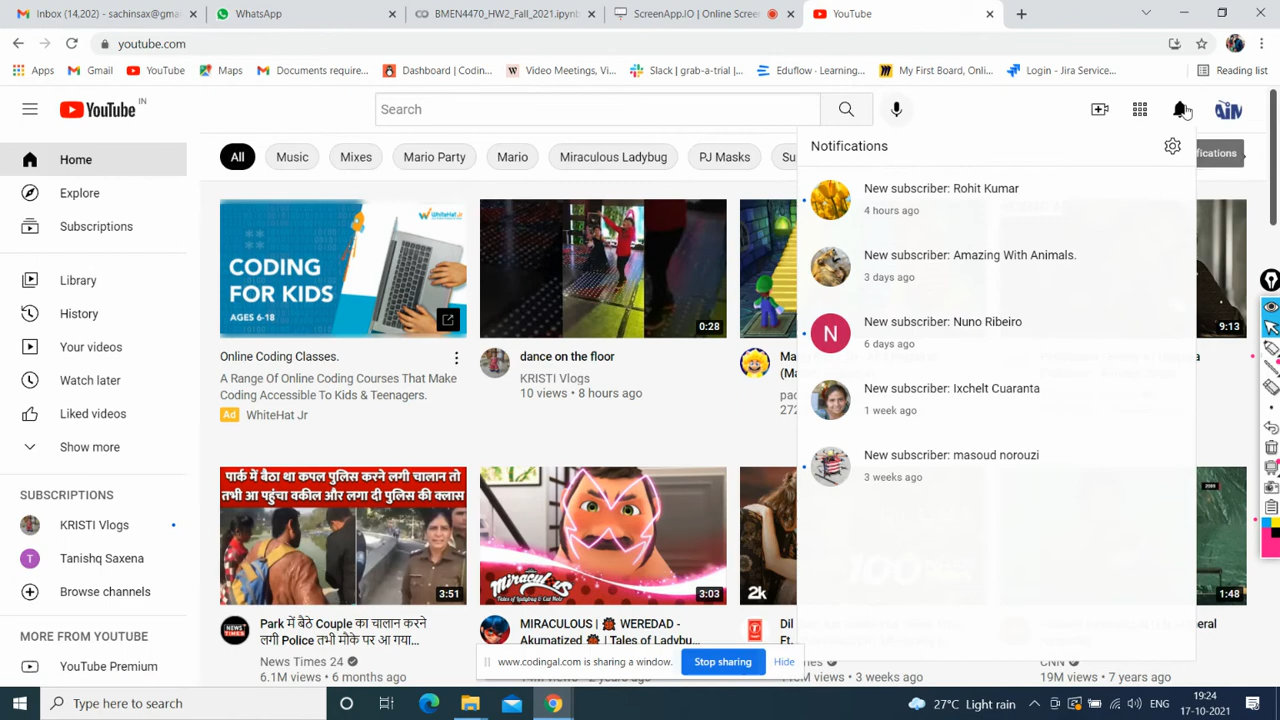 Inbox (14,202) - sachinsax@gma
WhatsApp
BMEN4470_HW2_Fall_2021.ipynb
ScreenApp.IO | Online Scree
YouTube
youtube.com
Apps
Gmail
YouTube
Maps
Documents require...
Dashboard | Codin...
Video Meetings, Vi...
Slack | grab-a-trial |...
Eduflow · Learning...
My First Board, Onli...
Login - Jira Service...
Reading list
YouTube IN
Search
Home
Explore
Subscriptions
Library
History
Your videos
Watch later
Liked videos
Show more
SUBSCRIPTIONS
KRISTI Vlogs
T Tanishq Saxena
Browse channels
MORE FROM YOUTUBE
YouTube Premium
All
Music
Mixes
Mario Party
Mario
Miraculous Ladybug
PJ Masks
Su
Notifications
ifications
New subscriber: Rohit Kumar
4 hours ago
New subscriber: Amazing With Animals.
3 days ago
N
New subscriber: Nuno Ribeiro
6 days ago
New subscriber: Ixchelt Cuaranta
1 week ago
New subscriber: masoud norouzi
3 weeks ago
WhiteHat Jr
CODING
FOR KIDS
AGES 6-18
Online Coding Classes.
A Range Of Online Coding Courses That Make
Coding Accessible To Kids & Teenagers.
Ad WhiteHat Jr
0:28
dance on the floor
KRISTI Vlogs
10 views • 8 hours ago
9:13
पार्क में बैठा था कपल पुलिस करने लगी चालान तो
तभी आ पहुंचा वकील और लगा दी पुलिस की क्लास
3:51
NEWS TIMES
Park में बैठे Couple का चालान करने
लगी Police तभी मौके पर आ गया...
News Times 24
6.1M views • 6 months ago
MIRACULOUS
3:03
MIRACULOUS | WEREDAD -
Akumatized | Tales of Ladybu...
2k
Dil
1:48
neral
CNN
19M views • 7 years ago
www.codingal.com is sharing a window.
Stop sharing
Hide
Type here to search
27°C Light rain
ENG
19:24
17-10-2021